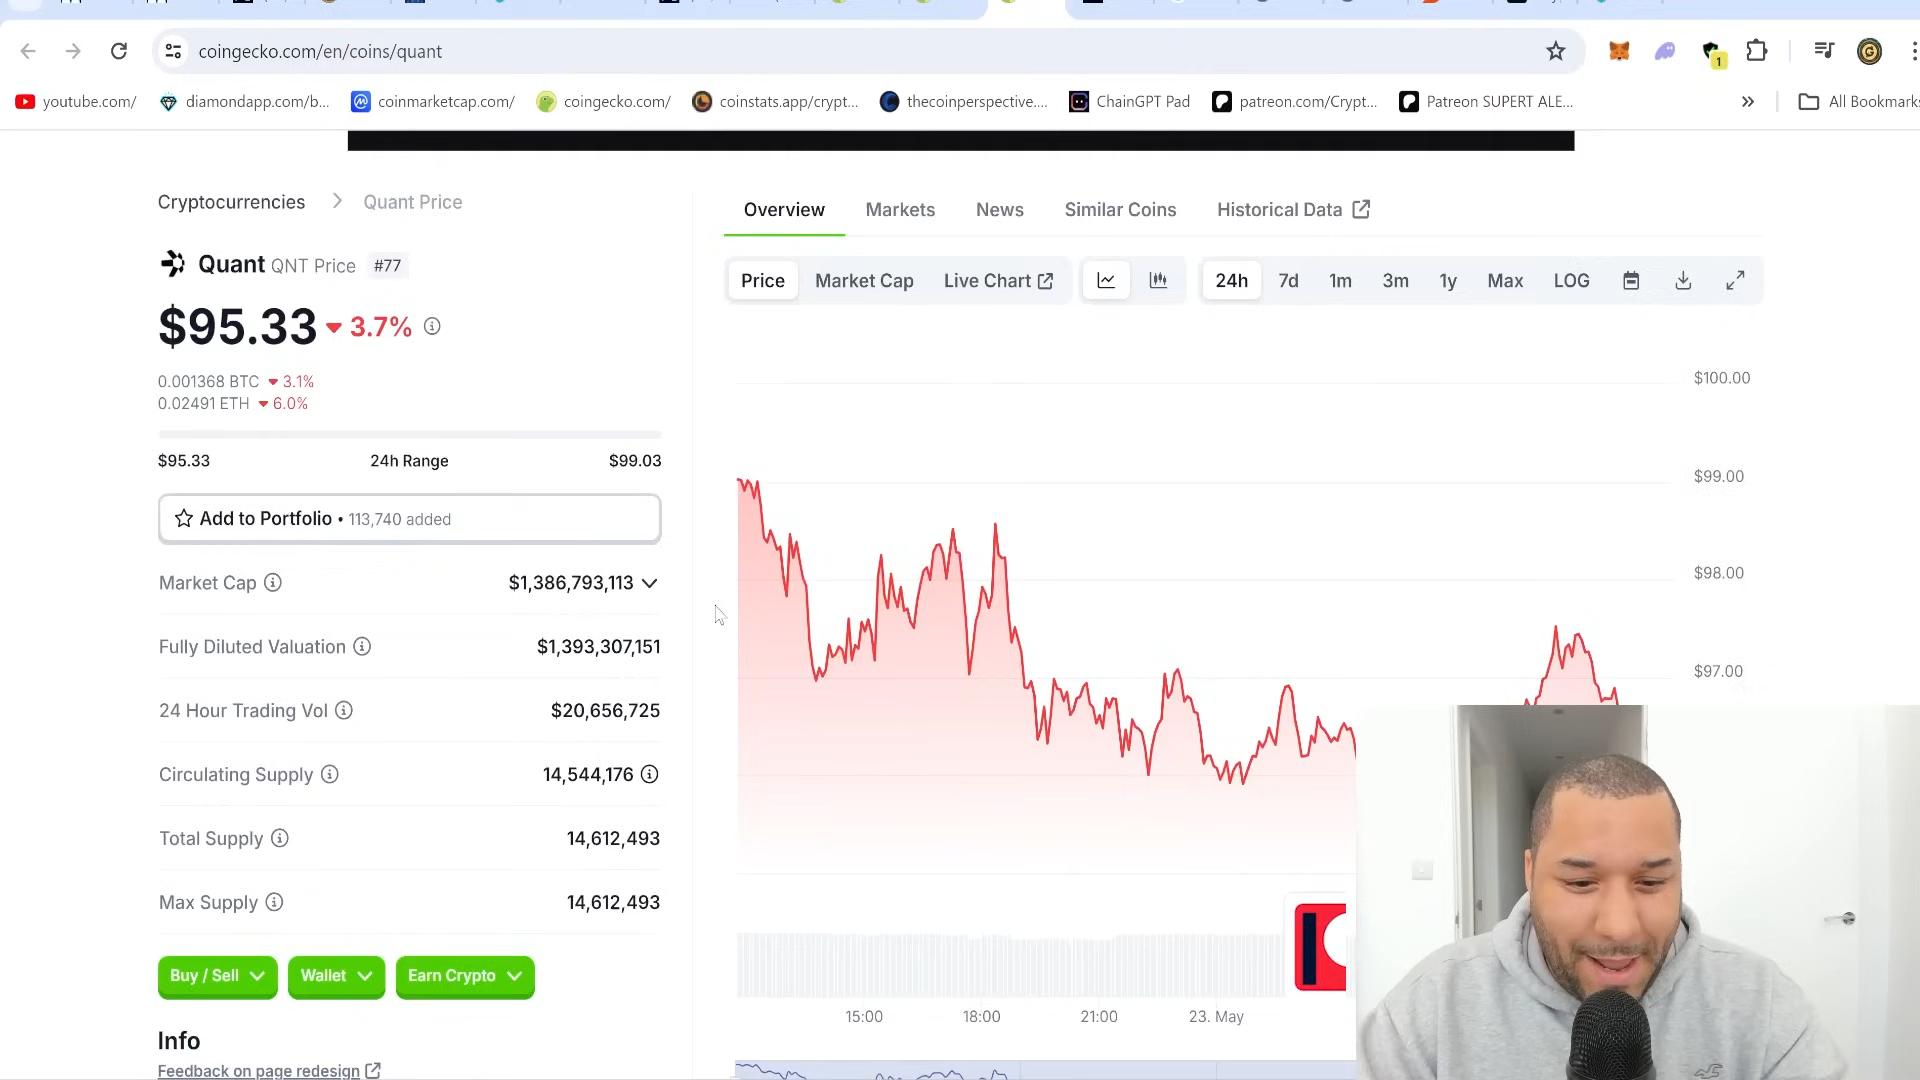 coingecko.com/en/coins/quant
1
youtube.com/
diamondapp.com/b...
coinmarketcap.com/
coingecko.com/
coinstats.app/crypt...
thecoinperspective....
ChainGPT Pad
patreon.com/Crypt...
Patreon SUPERT ALE...
All Bookmarks
Cryptocurrencies
Quant Price
Overview
Markets
News
Similar Coins
Historical Data
Quant QNT Price #77
Price
Market Cap
Live Chart
24h
7d
1m
3m
1y
Max
LOG
$95.33 3.7%
0.001368 BTC 3.1%
0.02491 ETH 6.0%
$95.33 24h Range $99.03
Add to Portfolio • 113,740 added
Market Cap $1,386,793,113
Fully Diluted Valuation $1,393,307,151
24 Hour Trading Vol $20,656,725
Circulating Supply 14,544,176
Total Supply 14,612,493
Max Supply 14,612,493
Buy / Sell
Wallet
Earn Crypto
Info
Feedback on page redesign
$100.00
$99.00
$98.00
$97.00
15:00
18:00
21:00
23. May